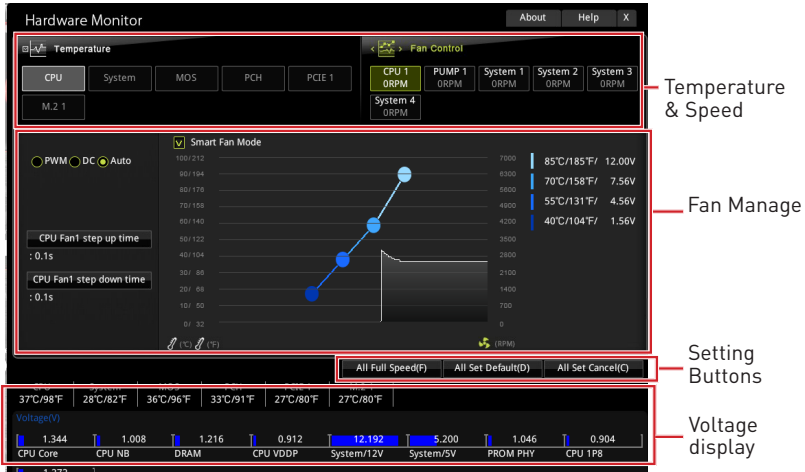 Hardware Monitor
About Help X
Temperature
Fan Control
CPU System MOS PCH PCIE 1
M.2 1
CPU 1 PUMP 1 System 1 System 2 System 3
0RPM 0RPM 0RPM 0RPM 0RPM
System 4
0RPM
Temperature
& Speed
Smart Fan Mode
PWM DC Auto
100/212 7000
90/194 6300
80/176 5600
70/158 4900
60/140 4200
50/122 3500
40/104 2800
30/ 86 2100
20/ 68 1400
10/ 50 700
0/ 32 0
(℃) (℉) (RPM)
85℃/185℉/ 12.00V
70℃/158℉/ 7.56V
55℃/131℉/ 4.56V
40℃/104℉/ 1.56V
CPU Fan1 step up time
: 0.1s
CPU Fan1 step down time
: 0.1s
Fan Manage
All Full Speed(F) All Set Default(D) All Set Cancel(C)
Setting
Buttons
CPU System MOS PCH PCIE 1 M.2 1
37℃/98℉ 28℃/82℉ 36℃/96℉ 33℃/91℉ 27℃/80℉ 27℃/80℉
Voltage(V)
1.344 1.008 1.216 0.912 12.192 5.200 1.046 0.904
CPU Core CPU NB DRAM CPU VDDP System/12V System/5V PROM PHY CPU 1P8
Voltage
display